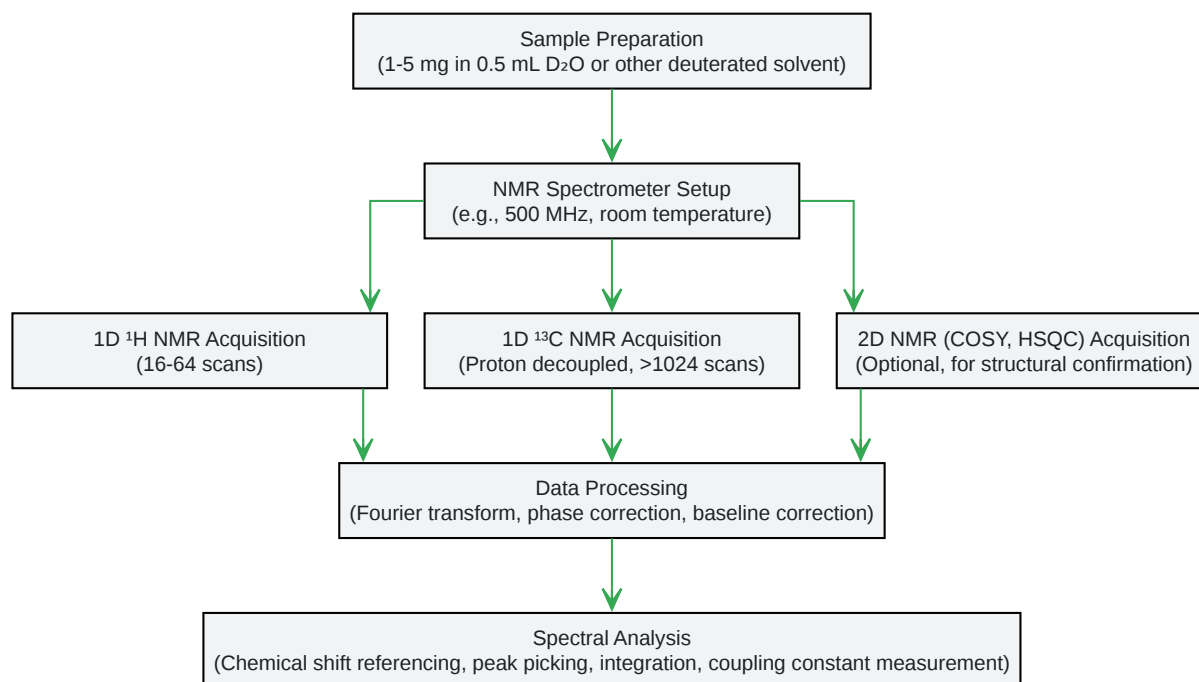 Sample Preparation
(1-5 mg in 0.5 mL D₂O or other deuterated solvent)
NMR Spectrometer Setup
(e.g., 500 MHz, room temperature)
1D ¹H NMR Acquisition
(16-64 scans)
1D ¹³C NMR Acquisition
(Proton decoupled, >1024 scans)
2D NMR (COSY, HSQC) Acquisition
(Optional, for structural confirmation)
Data Processing
(Fourier transform, phase correction, baseline correction)
Spectral Analysis
(Chemical shift referencing, peak picking, integration, coupling constant measurement)